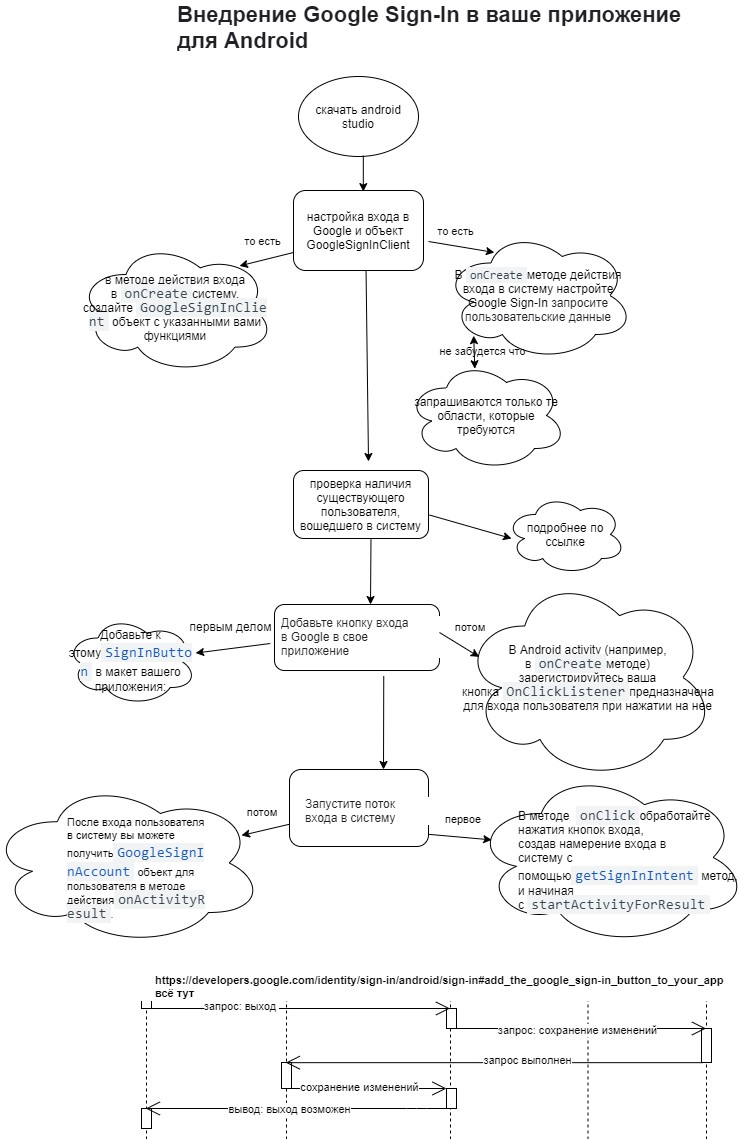 Внедрение Google Sign-In в ваше приложение
для Android
скачать android
studio
настройка входа в
Google и объект
GoogleSignInClient
то есть
то есть
в методе действия входа
в onCreate систему.
создайте GoogleSignInClie
nt объект с указанными вами
функциями
В onCreate методе действия
входа в систему настройте
Google Sign-In запросите
пользовательские данные
не забудется что
запрашиваются только те
области, которые
требуются
проверка наличия
существующего
пользователя,
вошедшего в систему
подробнее по
ссылке
Добавьте кнопку входа
в Google в свое
приложение
первым делом
потом
Добавьте к
этому SignInButto
n в макет вашего
приложения:
В Android activity (например,
в onCreate методе)
зарегистрируйтесь ваша
кнопка OnClickListener предназначена
для входа пользователя при нажатии на нее
Запустите поток
входа в систему
потом
первое
После входа пользователя
в систему вы можете
получить GoogleSignI
nAccount объект для
пользователя в методе
действия onActivityR
esult.
В методе onClick обработайте
нажатия кнопок входа,
создав намерение входа в
систему с
помощью getSignInIntent метод,
и начиная
с startActivityForResult
https://developers.google.com/identity/sign-in/android/sign-in#add_the_google_sign-in_button_to_your_app
всё тут
запрос: выход
запрос: сохранение изменений
запрос выполнен
сохранение изменений
вывод: выход возможен